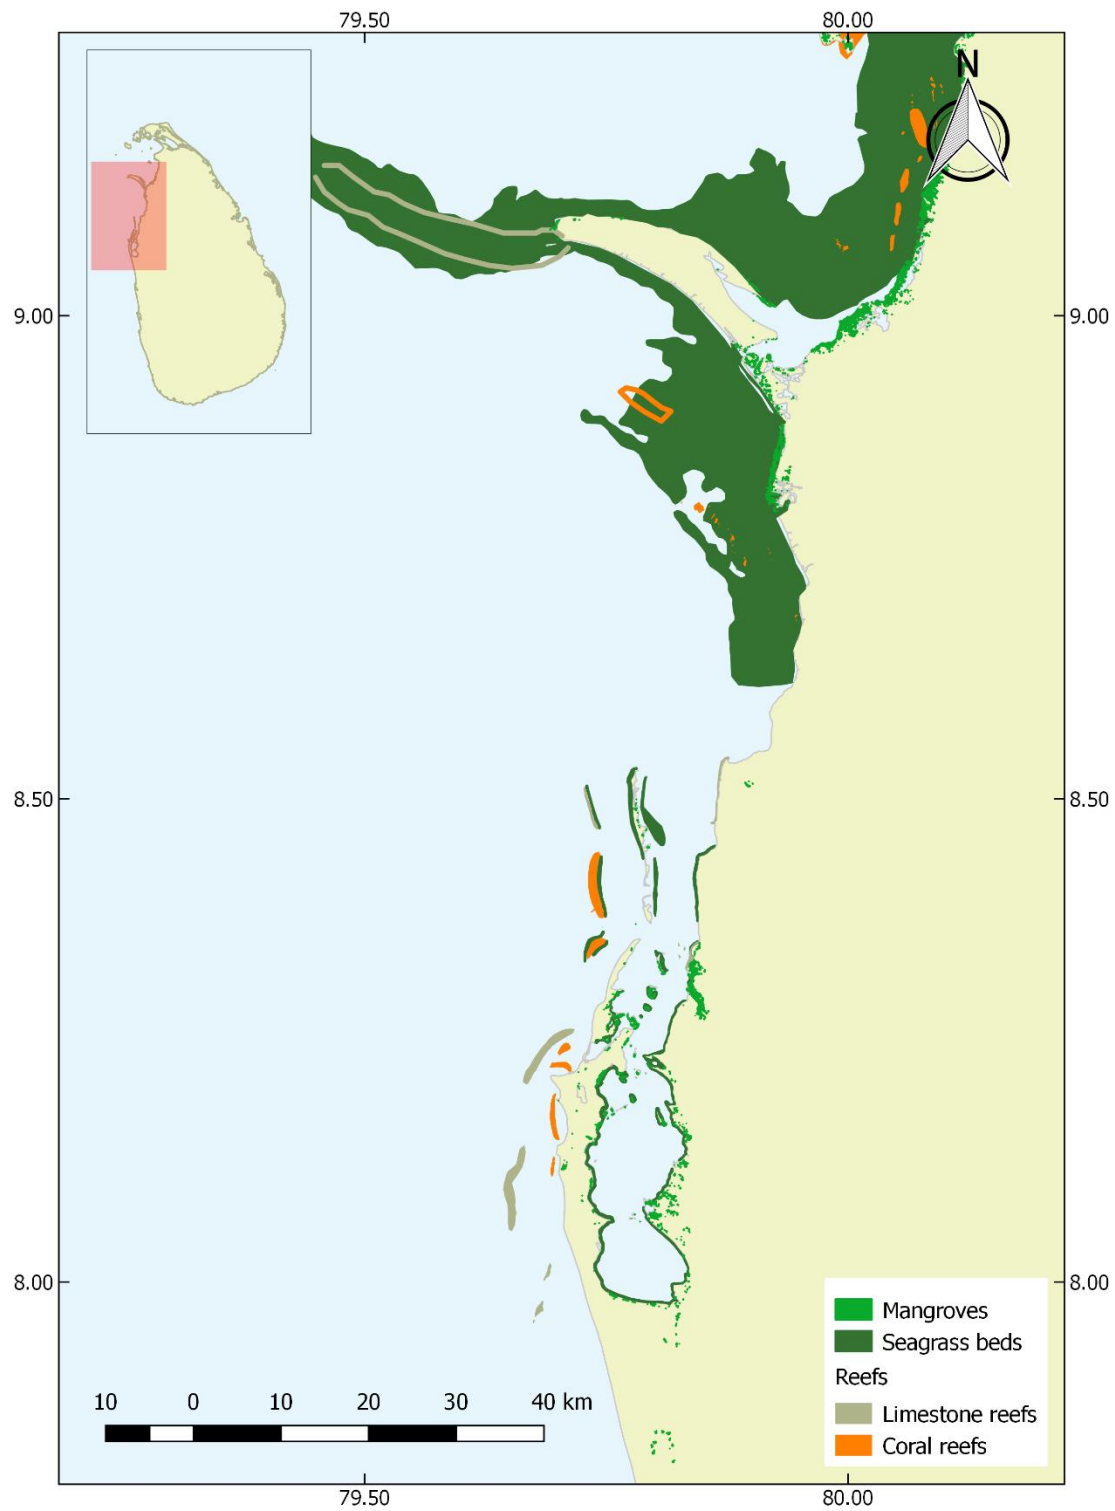 79.50 80.00
N
9.00 9.00
8.50 8.50
8.00 8.00
Mangroves
Seagrass beds
Reefs
Limestone reefs
Coral reefs
10 0 10 20 30 40 km
79.50 80.00